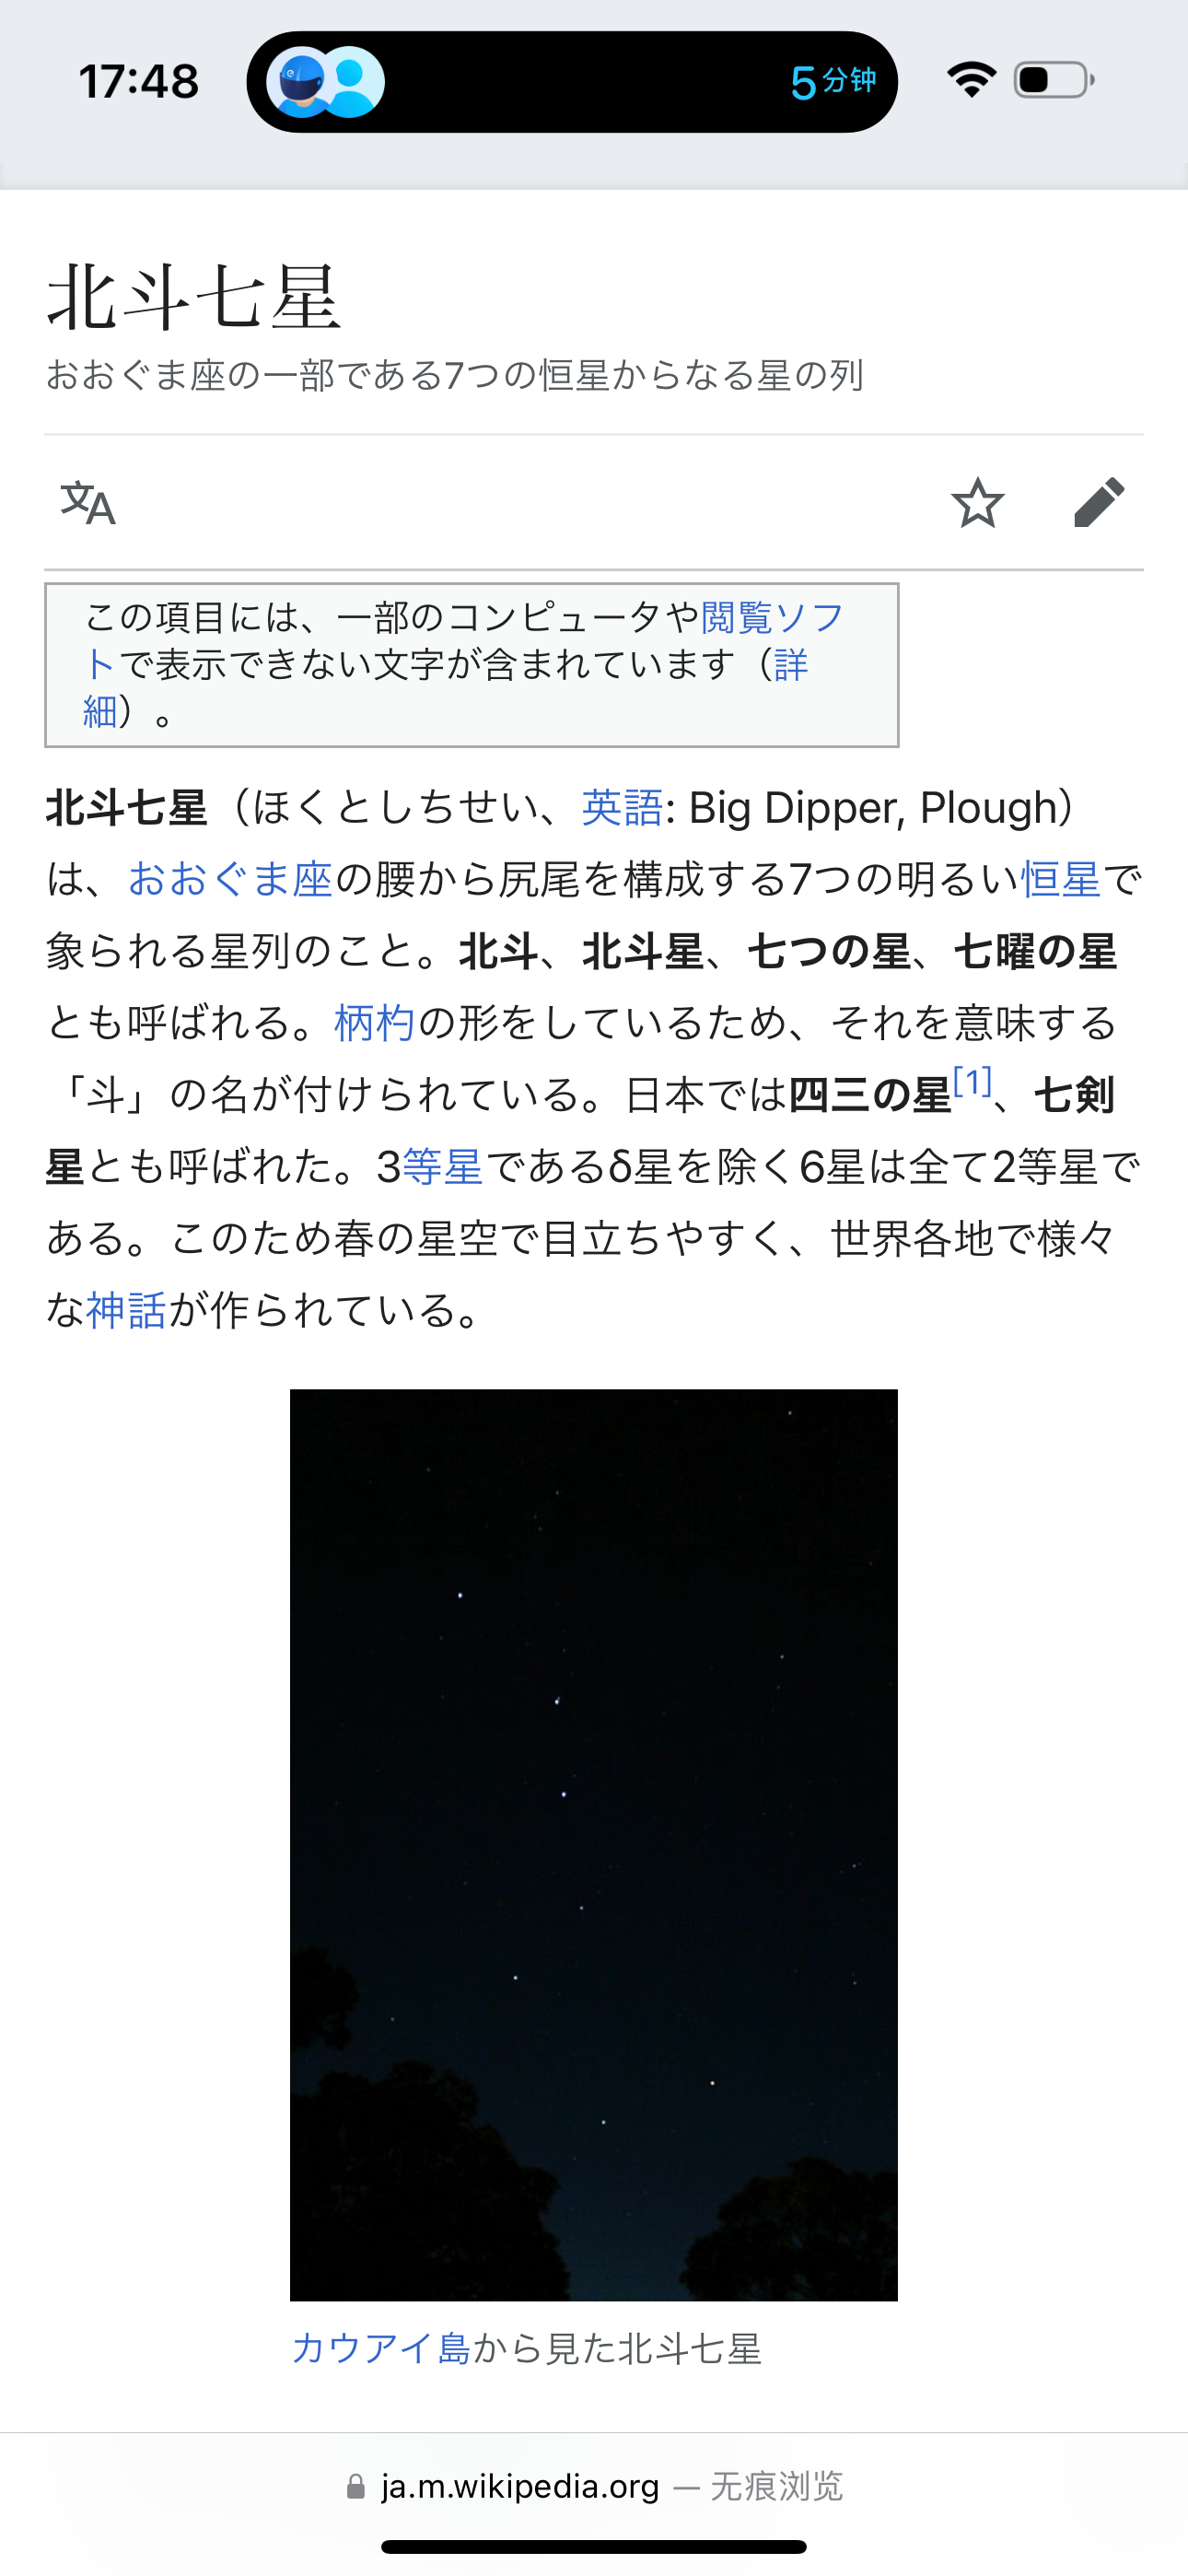 17:48
5分钟
北斗七星
おおぐま座の一部である7つの恒星からなる星の列
文A
この項目には、一部のコンピュータや閲覧ソフ
トで表示できない文字が含まれています（詳
細）。
北斗七星（ほくとしちせい、英語: Big Dipper, Plough）
は、おおぐま座の腰から尻尾を構成する7つの明るい恒星で
象られる星列のこと。北斗、北斗星、七つの星、七曜の星
とも呼ばれる。柄杓の形をしているため、それを意味する
「斗」の名が付けられている。日本では四三の星[1]、七剣
星とも呼ばれた。3等星であるδ星を除く6星は全て2等星で
ある。このため春の星空で目立ちやすく、世界各地で様々
な神話が作られている。
カウアイ島から見た北斗七星
ja.m.wikipedia.org — 无痕浏览